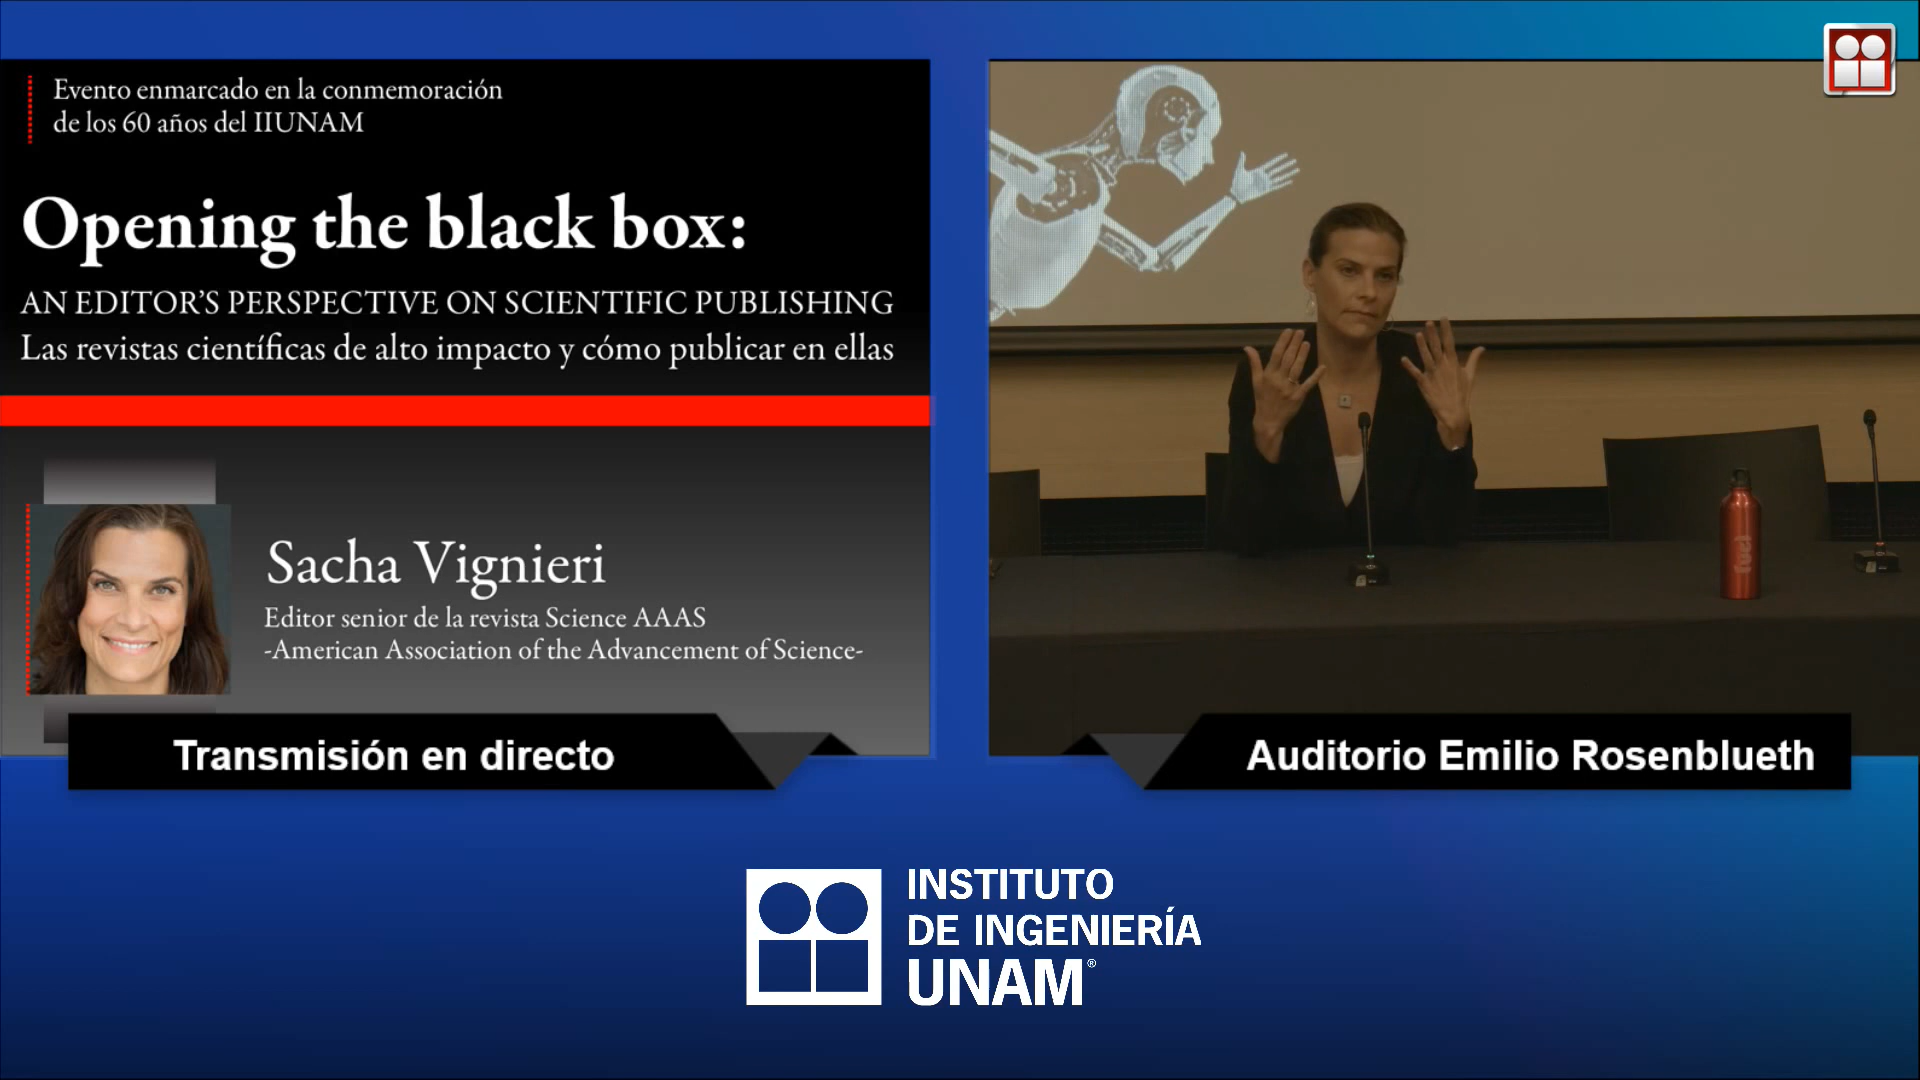 Evento enmarcado en la conmemoración
de los 60 años del IIUNAM
Opening the black box:
AN EDITOR'S PERSPECTIVE ON SCIENTIFIC PUBLISHING
Las revistas científicas de alto impacto y cómo publicar en ellas
Sacha Vignieri
Editor senior de la revista Science AAAS
-American Association of the Advancement of Science-
Transmisión en directo
fuel
Auditorio Emilio Rosenblueth
INSTITUTO
DE INGENIERÍA
UNAM®